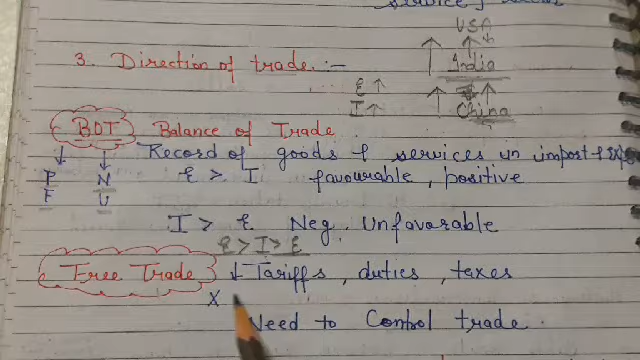 USA
3. Direction of trade :-
India
E ↑
I ↑
China
BOT Balance of Trade
Record of goods & services in import & Exp
P N
F U
E > I favourable, positive
I > E Neg. Unfavorable
E > I > E
Free Trade ↓ Tariffs, duties, taxes
X
Need to Control trade.